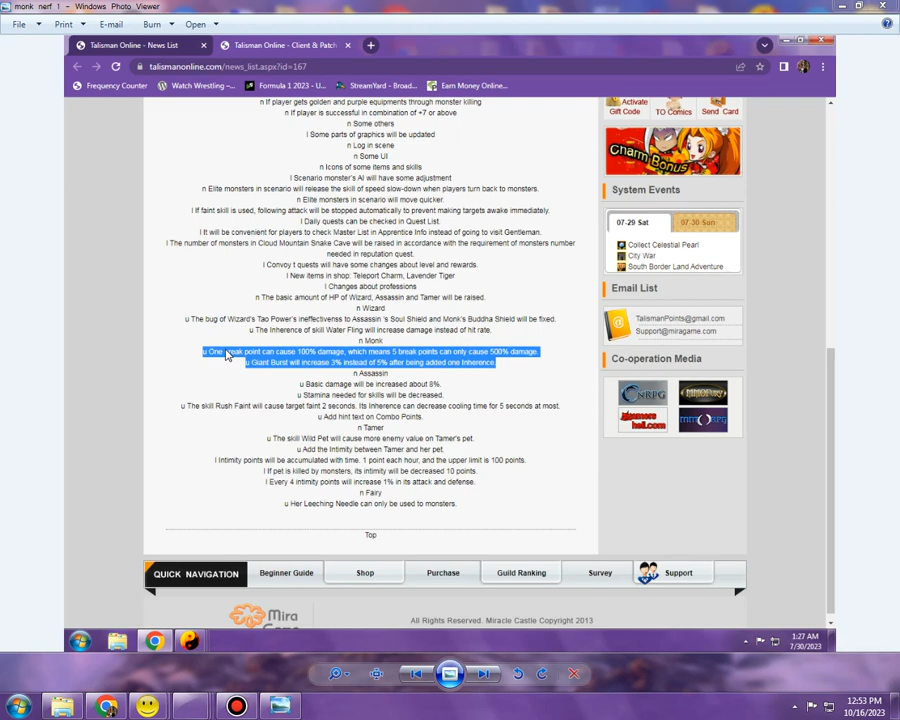 monk nerf 1 - Windows Photo Viewer
File Print E-mail Burn Open
Talisman Online - News List Talisman Online - Client & Patch
talismanonline.com/news_list.aspx?id=167
Frequency Counter Watch Wrestling –... Formula 1 2023 - U... StreamYard - Broad... Earn Money Online...
n If player gets golden and purple equipments through monster killing
n If player is successful in combination of +7 or above
n Some others
l Some parts of graphics will be updated
n Log in scene
n Some UI
n Icons of some items and skills
l Scenario monster's AI will have some adjustment
n Elite monsters in scenario will release the skill of speed slow-down when players turn back to monsters.
n Elite monsters in scenario will move quicker.
l If faint skill is used, following attack will be stopped automatically to prevent making targets awake immediately.
l Daily quests can be checked in Quest List.
l It will be convenient for players to check Master List in Apprentice Info instead of going to visit Gentleman.
l The number of monsters in Cloud Mountain Snake Cave will be raised in accordance with the requirement of monsters number
needed in reputation quest.
l Convoy t quests will have some changes about level and rewards.
l New items in shop: Teleport Charm, Lavender Tiger
l Changes about professions
n The basic amount of HP of Wizard, Assassin and Tamer will be raised.
n Wizard
u The bug of Wizard's Tao Power's ineffectivenss to Assassin 's Soul Shield and Monk's Buddha Shield will be fixed.
u The Inherence of skill Water Fling will increase damage instead of hit rate.
n Monk
u One break point can cause 100% damage, which means 5 break points can only cause 500% damage.
u Giant Burst will increase 3% instead of 5% after being added one Inherence.
n Assassin
u Basic damage will be increased about 8%.
u Stamina needed for skills will be decreased.
u The skill Rush Faint will cause target faint 2 seconds. Its Inherence can decrease cooling time for 5 seconds at most.
u Add hint text on Combo Points.
n Tamer
u The skill Wild Pet will cause more enemy value on Tamer's pet.
u Add the Intimity between Tamer and her pet.
l Intimity points will be accumulated with time. 1 point each hour, and the upper limit is 100 points.
l If pet is killed by monsters, its intimity will be decreased 10 points.
l Every 4 intimity points will increase 1% in its attack and defense.
n Fairy
u Her Leeching Needle can only be used to monsters.
Top
Activate Gift Code TO Comics Send Card
Charm Bonus
System Events
07-29 Sat 07-30 Sun
Collect Celestial Pearl
City War
South Border Land Adventure
Email List
TalismanPoints@gmail.com
Support@miragame.com
Co-operation Media
CNRPG MMOFURY
gamers hell.com mmORPG
QUICK NAVIGATION Beginner Guide Shop Purchase Guild Ranking Survey Support
Mira Game
All Rights Reserved. Miracle Castle Copyright 2013
1:27 AM
7/30/2023
12:53 PM
10/16/2023